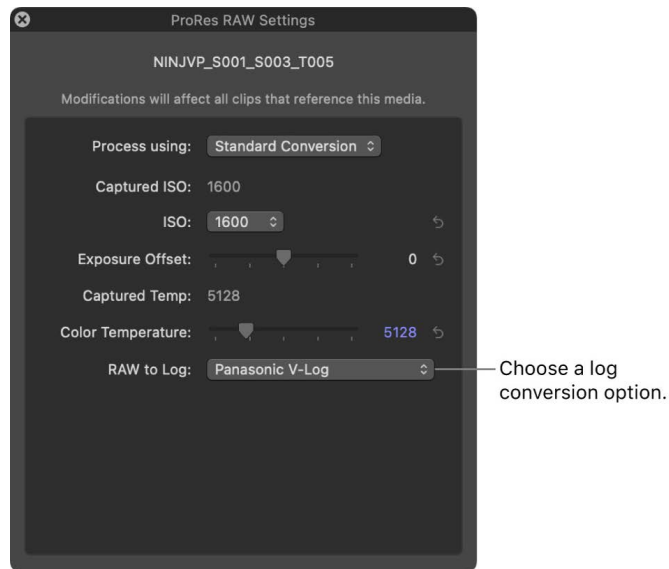 ProRes RAW Settings
NINJVP_S001_S003_T005
Modifications will affect all clips that reference this media.
Process using: Standard Conversion
Captured ISO: 1600
ISO: 1600
Exposure Offset: 0
Captured Temp: 5128
Color Temperature: 5128
RAW to Log: Panasonic V-Log
Choose a log
conversion option.